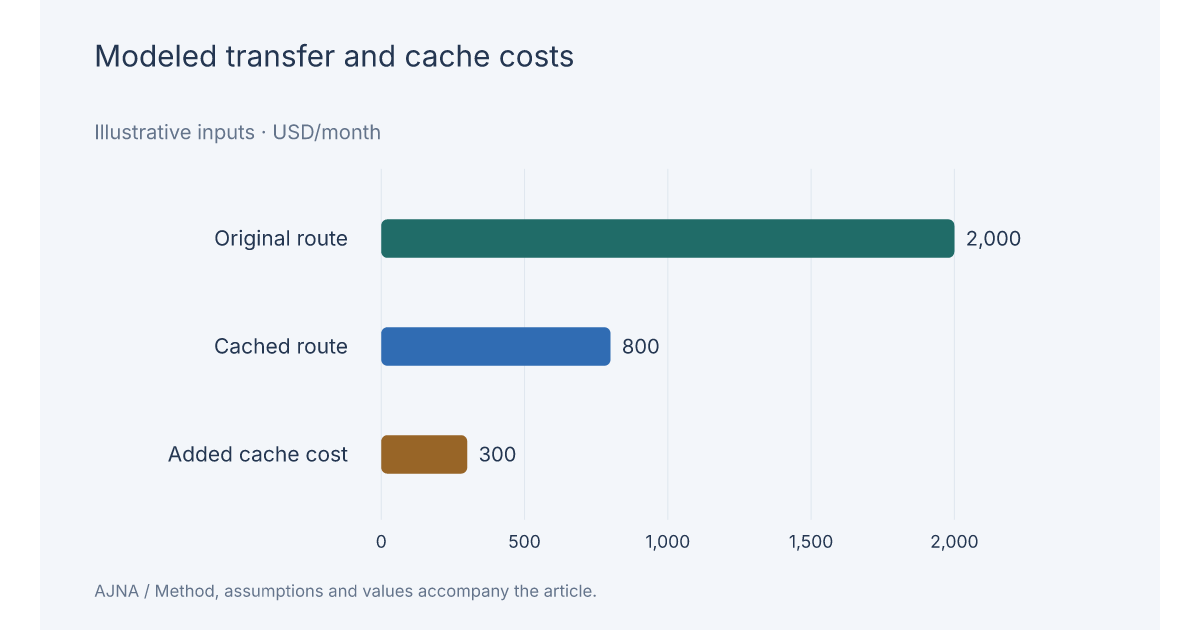 Modeled transfer and cache costs
Illustrative inputs · USD/month
Original route 2,000
Cached route 800
Added cache cost 300
0 500 1,000 1,500 2,000
AJNA / Method, assumptions and values accompany the article.